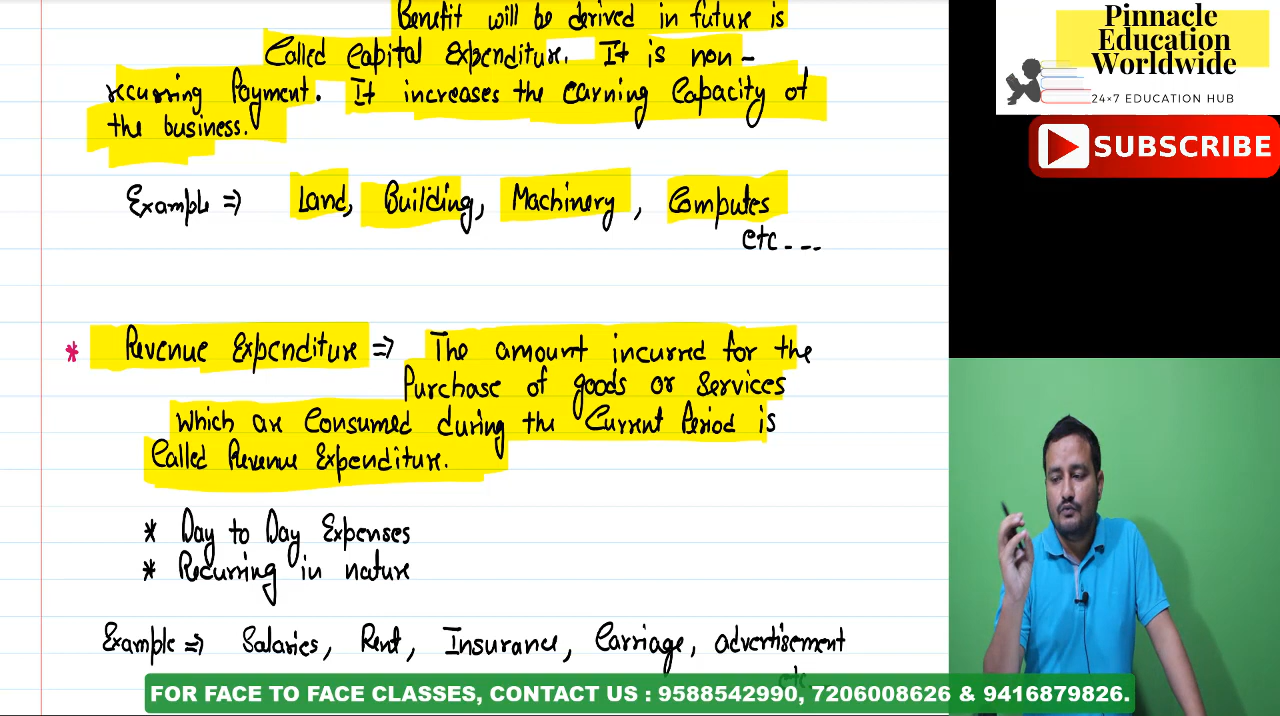 Benefit will be derived in future is
Called Capital Expenditure. It is non-
recurring Payment. It increases the earning Capacity of
the business.
Example ⇒ Land, Building, Machinery, Computes
etc----
* Revenue Expenditure ⇒ The amount incurred for the
Purchase of goods or Services
Which are Consumed during the Current Period is
Called Revenue Expenditure.
* Day to Day Expenses
* Recurring in nature
Example ⇒ Salaries, Rent, Insurance, Carriage, advertisement
etc
Pinnacle
Education
Worldwide
24×7 EDUCATION HUB
SUBSCRIBE
FOR FACE TO FACE CLASSES, CONTACT US : 9588542990, 7206008626 & 9416879826.